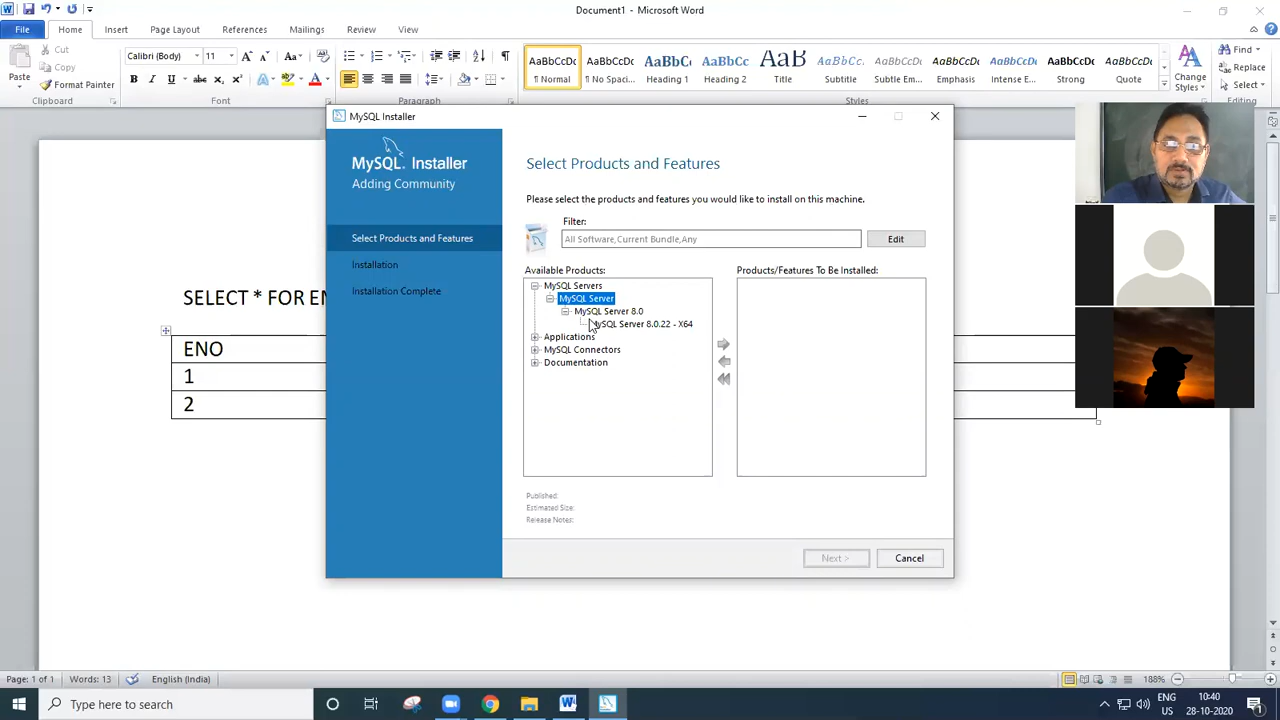 Document1 - Microsoft Word
File Home Insert Page Layout References Mailings Review View
Calibri (Body) 11
Paste
Cut
Copy
Format Painter
Clipboard
Font
Paragraph
AaBbCcDc
¶ Normal
AaBbCcDc
¶ No Spaci...
AaBbC
Heading 1
AaBbCc
Heading 2
AaB
Title
AaBbCc.
Subtitle
AaBbCcDc
Subtle Em...
AaBbCcDc
Emphasis
AaBbCcDc
Intense E...
AaBbCcDc
Strong
AaBbCcDc
Quote
Change
Styles
Styles
Find
Replace
Select
Editing
SELECT * FOR EM
ENO
1
2
MySQL Installer
MySQL. Installer
Adding Community
Select Products and Features
Installation
Installation Complete
Select Products and Features
Please select the products and features you would like to install on this machine.
Filter:
All Software,Current Bundle,Any
Edit
Available Products:
MySQL Servers
MySQL Server
MySQL Server 8.0
MySQL Server 8.0.22 - X64
Applications
MySQL Connectors
Documentation
Products/Features To Be Installed:
Published:
Estimated Size:
Release Notes:
Next >
Cancel
Page: 1 of 1 Words: 13 English (India) 188%
Type here to search
ENG
US
10:40
28-10-2020